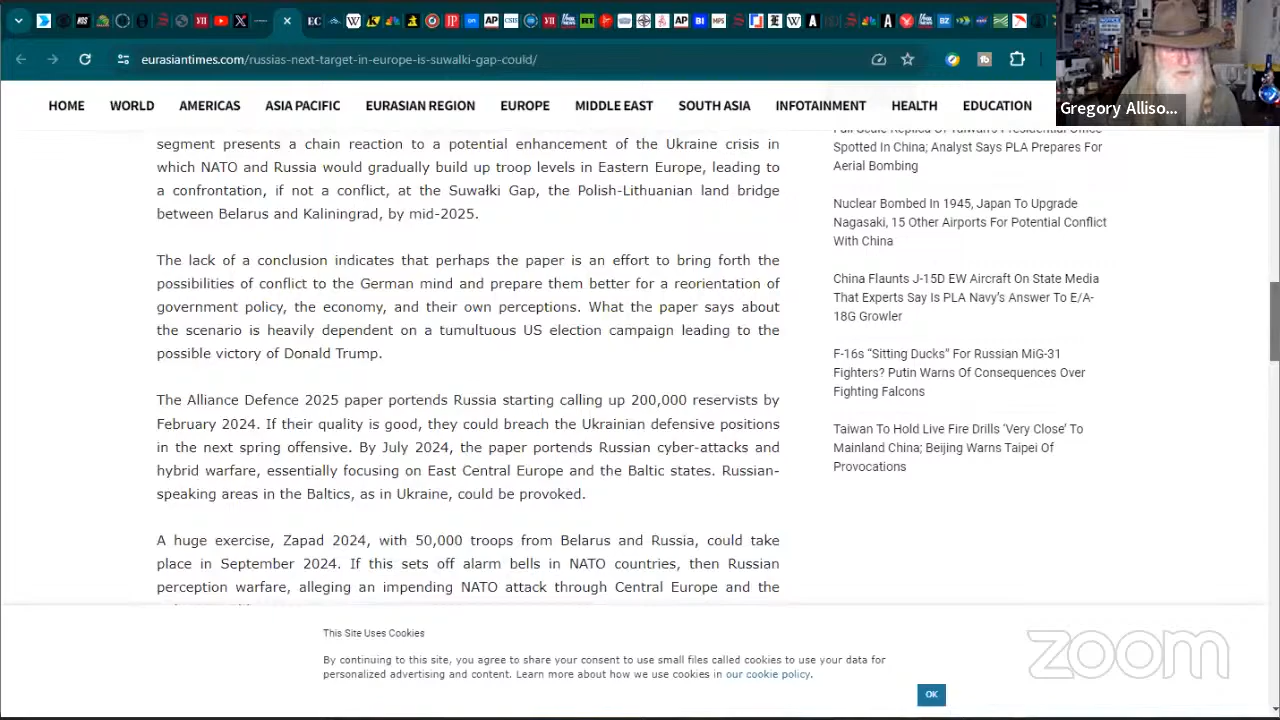 eurasiantimes.com/russias-next-target-in-europe-is-suwalki-gap-could/
Gregory Alliso...
HOME WORLD AMERICAS ASIA PACIFIC EURASIAN REGION EUROPE MIDDLE EAST SOUTH ASIA INFOTAINMENT HEALTH EDUCATION
segment presents a chain reaction to a potential enhancement of the Ukraine crisis in
which NATO and Russia would gradually build up troop levels in Eastern Europe, leading to
a confrontation, if not a conflict, at the Suwałki Gap, the Polish-Lithuanian land bridge
between Belarus and Kaliningrad, by mid-2025.
The lack of a conclusion indicates that perhaps the paper is an effort to bring forth the
possibilities of conflict to the German mind and prepare them better for a reorientation of
government policy, the economy, and their own perceptions. What the paper says about
the scenario is heavily dependent on a tumultuous US election campaign leading to the
possible victory of Donald Trump.
The Alliance Defence 2025 paper portends Russia starting calling up 200,000 reservists by
February 2024. If their quality is good, they could breach the Ukrainian defensive positions
in the next spring offensive. By July 2024, the paper portends Russian cyber-attacks and
hybrid warfare, essentially focusing on East Central Europe and the Baltic states. Russian-
speaking areas in the Baltics, as in Ukraine, could be provoked.
A huge exercise, Zapad 2024, with 50,000 troops from Belarus and Russia, could take
place in September 2024. If this sets off alarm bells in NATO countries, then Russian
perception warfare, alleging an impending NATO attack through Central Europe and the
Full Scale Replica Of Taiwan's Presidential Office
Spotted In China; Analyst Says PLA Prepares For
Aerial Bombing
Nuclear Bombed In 1945, Japan To Upgrade
Nagasaki, 15 Other Airports For Potential Conflict
With China
China Flaunts J-15D EW Aircraft On State Media
That Experts Say Is PLA Navy's Answer To E/A-
18G Growler
F-16s “Sitting Ducks” For Russian MiG-31
Fighters? Putin Warns Of Consequences Over
Fighting Falcons
Taiwan To Hold Live Fire Drills ‘Very Close’ To
Mainland China; Beijing Warns Taipei Of
Provocations
This Site Uses Cookies
By continuing to this site, you agree to share your consent to use small files called cookies to use your data for
personalized advertising and content. Learn more about how we use cookies in our cookie policy.
OK
zoom